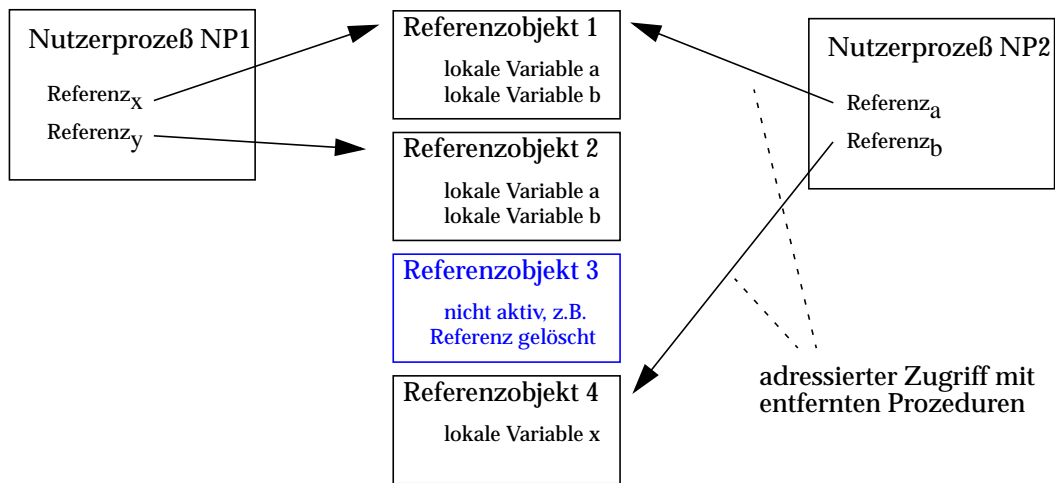 Nutzerprozeß NP1
Referenzx
Referenzy
Referenzobjekt 1
lokale Variable a
lokale Variable b
Referenzobjekt 2
lokale Variable a
lokale Variable b
Referenzobjekt 3
nicht aktiv, z.B.
Referenz gelöscht
Referenzobjekt 4
lokale Variable x
Nutzerprozeß NP2
Referenza
Referenzb
adressierter Zugriff mit
entfernten Prozeduren